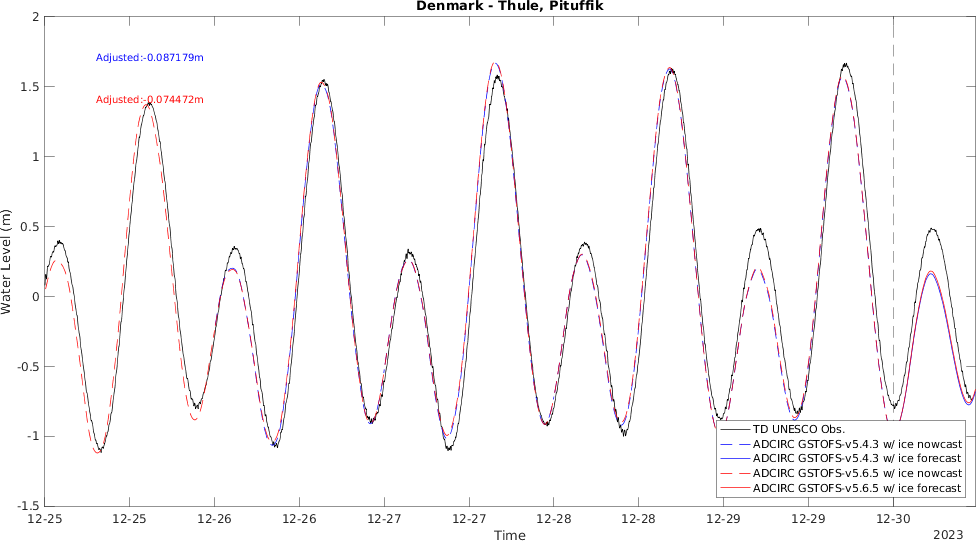 Denmark - Thule, Pituffik
Adjusted:-0.087179m
Adjusted:-0.074472m
Water Level (m)
2
1.5
1
0.5
0
-0.5
-1
-1.5
12-25 12-25 12-26 12-26 12-27 12-27 12-28 12-28 12-29 12-29 12-30
Time
2023
TD UNESCO Obs.
ADCIRC GSTOFS-v5.4.3 w/ ice nowcast
ADCIRC GSTOFS-v5.4.3 w/ ice forecast
ADCIRC GSTOFS-v5.6.5 w/ ice nowcast
ADCIRC GSTOFS-v5.6.5 w/ ice forecast